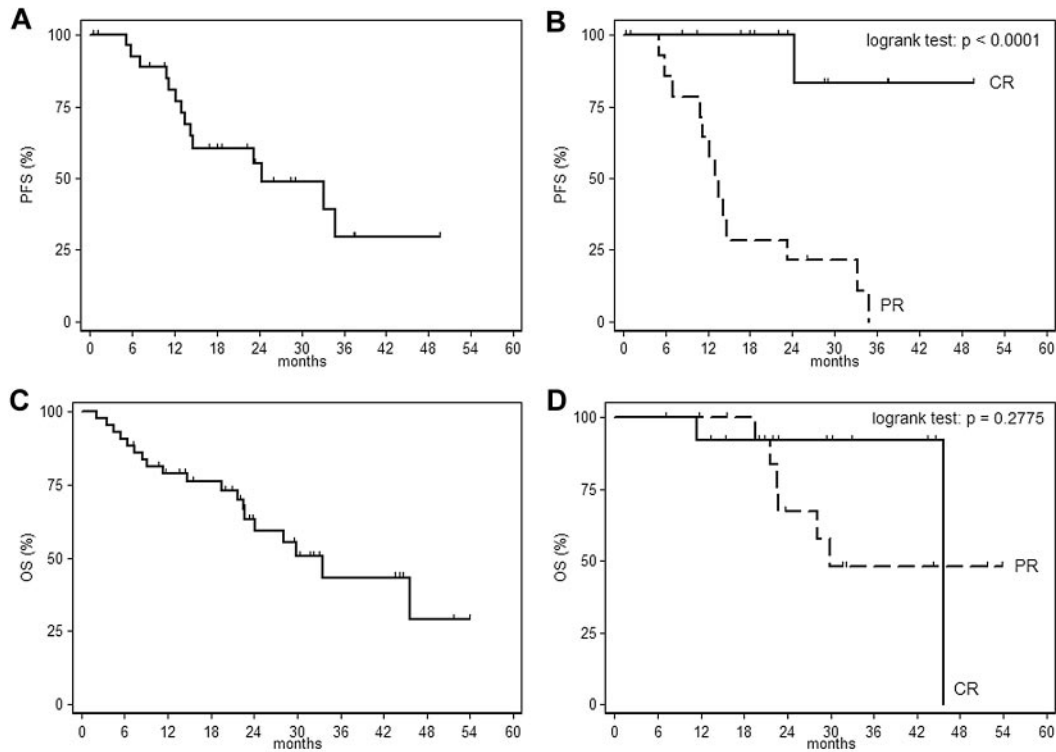 A
PFS (%)
100
75
50
25
0
0 6 12 18 24 30 36 42 48 54 60
months
B
logrank test: p < 0.0001
PFS (%)
100
75
50
25
0
CR
PR
0 6 12 18 24 30 36 42 48 54 60
months
C
OS (%)
100
75
50
25
0
0 6 12 18 24 30 36 42 48 54 60
months
D
logrank test: p = 0.2775
OS (%)
100
75
50
25
0
PR
CR
0 6 12 18 24 30 36 42 48 54 60
months